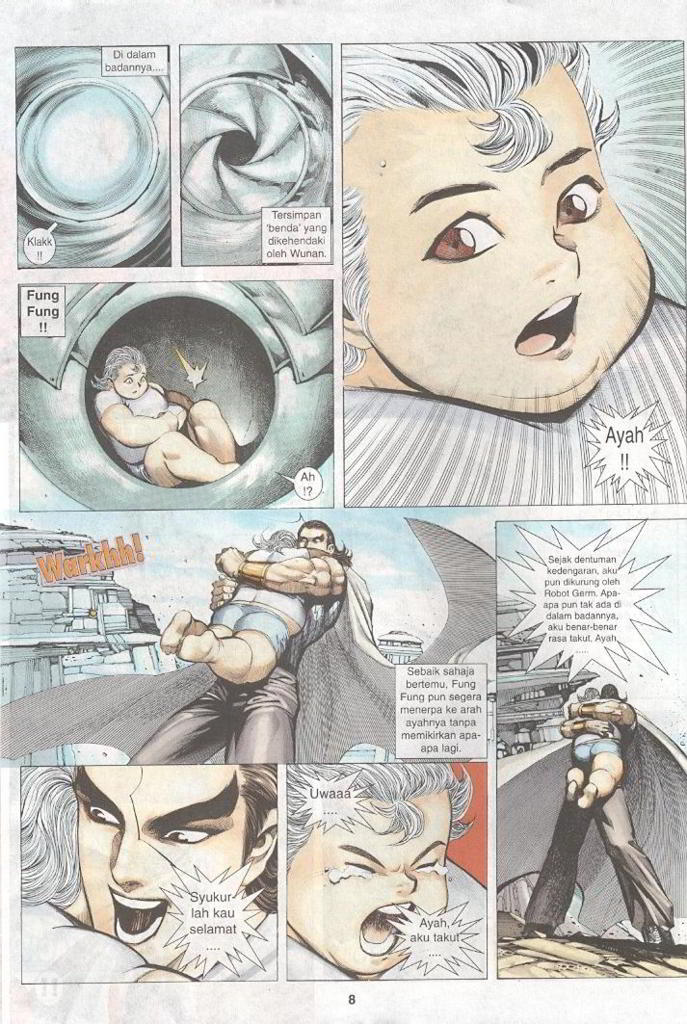 Di dalam
badannya....
Klakk
!!
Tersimpan
'benda' yang
dikehendaki
oleh Wunan.
Ayah
!!
Fung
Fung
!!
Ah
!?
Warkhh!
Sebaik sahaja
bertemu, Fung
Fung pun segera
menerpa ke arah
ayahnya tanpa
memikirkan apa-
apa lagi.
Sejak dentuman
kedengaran, aku
pun dikurung oleh
Robot Germ. Apa-
apa pun tak ada di
dalam badannya,
aku benar-benar
rasa takut, Ayah
.....
Syukur-
lah kau
selamat
....
Uwaaa
....
Ayah,
aku takut
....
8